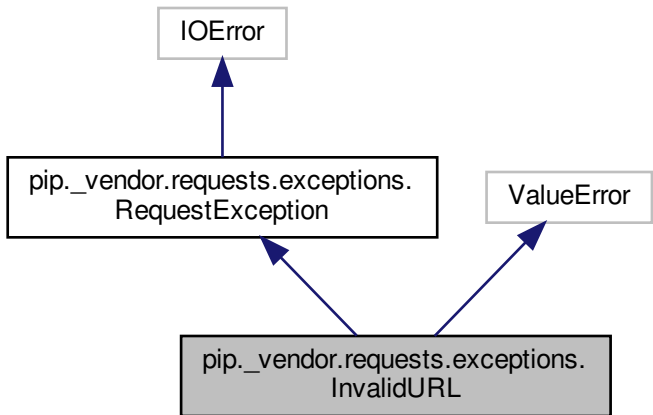 IOError
pip._vendor.requests.exceptions.
RequestException
ValueError
pip._vendor.requests.exceptions.
InvalidURL